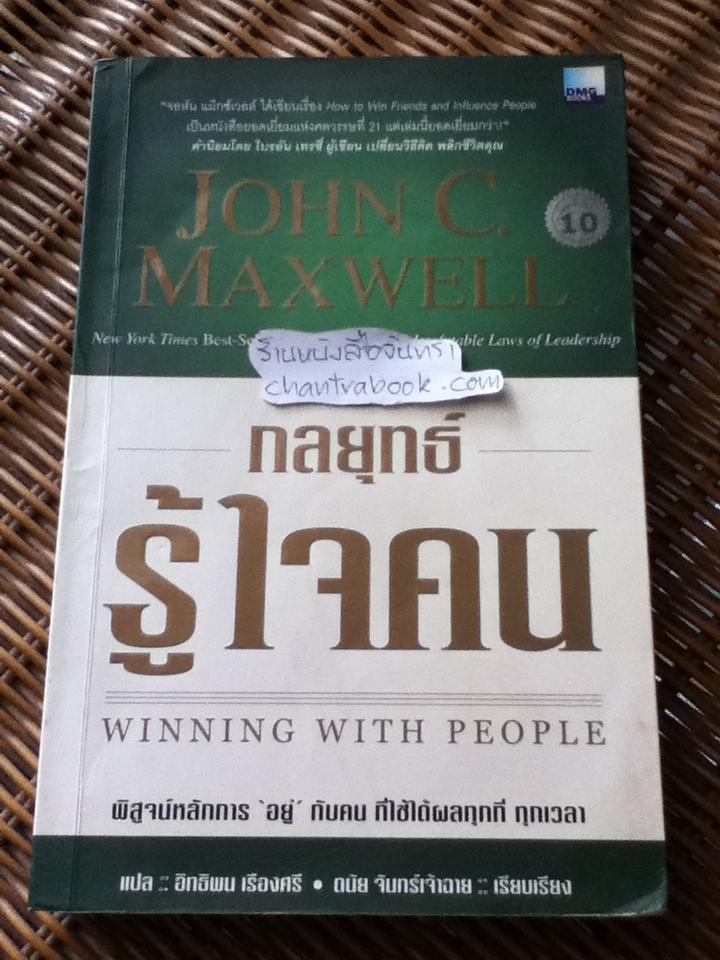 "จอห์น แม็กซ์เวลล์ ได้เขียนเรื่อง How to Win Friends and Influence People
DMG
BOOKS
เป็นหนังสือยอดเยี่ยมแห่งศตวรรษที่ 21 แต่เล่มนี้ยอดเยี่ยมกว่า!"
คำนิยมโดย ไบรอัน เทรซี่ ผู้เขียน เปลี่ยนวิธีคิด พลิกชีวิตคุณ
JOHN C.
MAXWELL
10
New York Times Best-Se
table Laws of Leadership
ร้านหนังสือจันทรา
chantrabook.com
กลยุทธ์
รู้ใจคน
WINNING WITH PEOPLE
พิสูจน์หลักการ 'อยู่' กับคน ที่ใช้ได้ผลทุกที่ ทุกเวลา
แปล :: อิทธิพน เรืองศรี • ดนัย จันทร์เจ้าฉาย :: เรียบเรียง